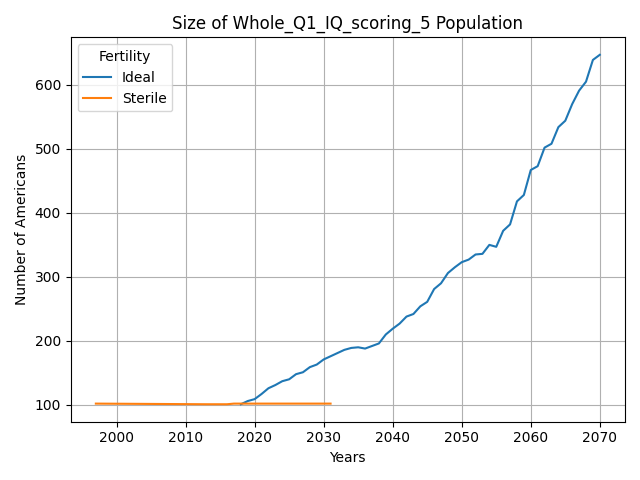 Size of Whole_Q1_IQ_scoring_5 Population
Fertility
Ideal
Sterile
Number of Americans
600
500
400
300
200
100
2000 2010 2020 2030 2040 2050 2060 2070
Years